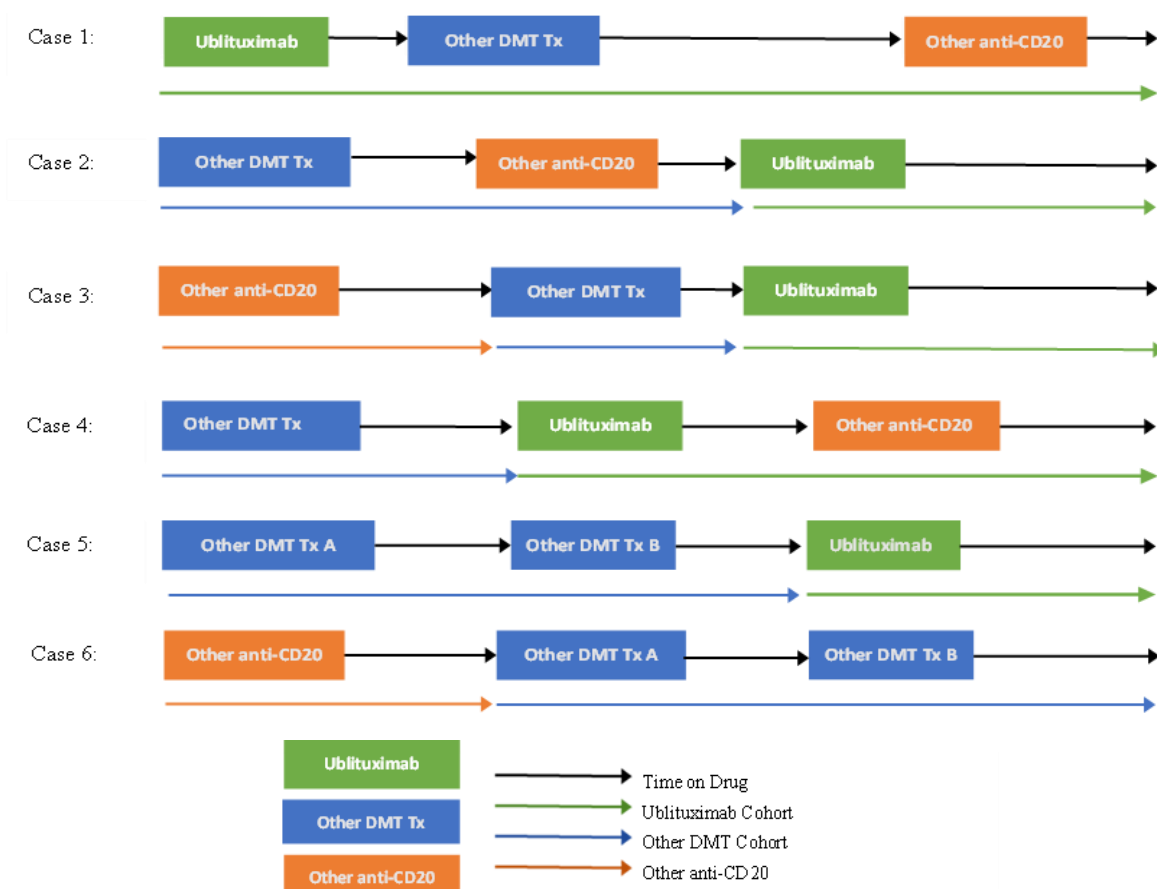 Case 1:
Ublituximab
Other DMT Tx
Other anti-CD20
Case 2:
Other DMT Tx
Other anti-CD20
Ublituximab
Case 3:
Other anti-CD20
Other DMT Tx
Ublituximab
Case 4:
Other DMT Tx
Ublituximab
Other anti-CD20
Case 5:
Other DMT Tx A
Other DMT Tx B
Ublituximab
Case 6:
Other anti-CD20
Other DMT Tx A
Other DMT Tx B
Ublituximab
Time on Drug
Ublituximab Cohort
Other DMT Tx
Other DMT Cohort
Other anti-CD20
Other anti-CD20